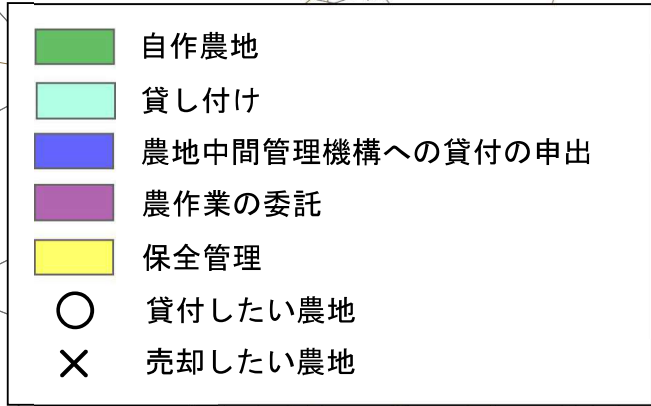 自作農地
貸し付け
農地中間管理機構への貸付の申出
農作業の委託
保全管理
○ 貸付したい農地
× 売却したい農地